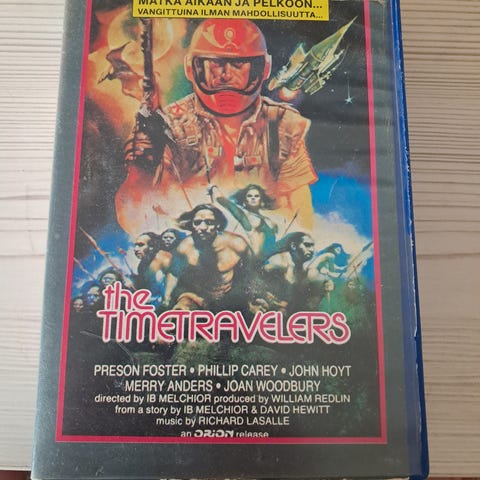 MATKA AIKAAN JA PELKOON...
VANGITTUINA ILMAN MAHDOLLISUUTTA...
the
TIMETRAVELERS
PRESON FOSTER • PHILLIP CAREY • JOHN HOYT
MERRY ANDERS • JOAN WOODBURY
directed by IB MELCHIOR produced by WILLIAM REDLIN
from a story by IB MELCHIOR & DAVID HEWITT
music by RICHARD LASALLE
an ORION release